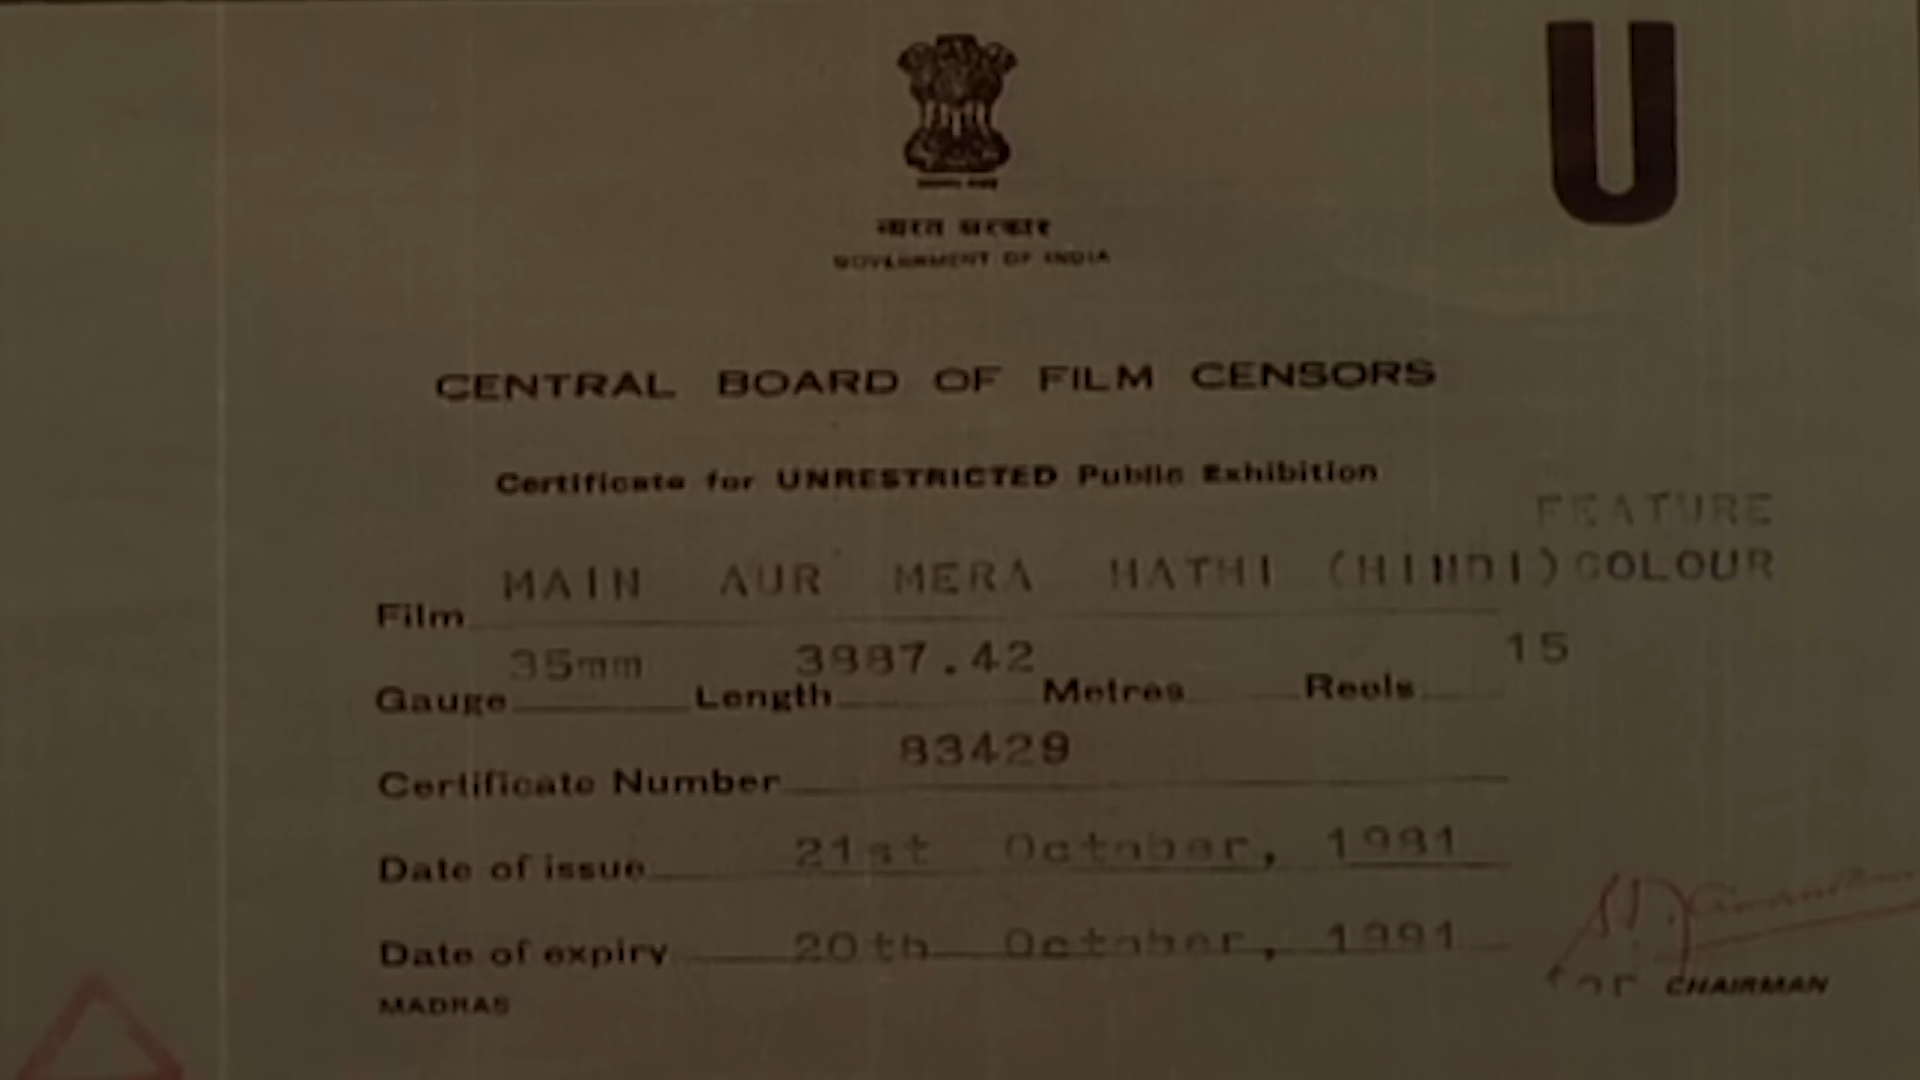 U
भारत सरकार
GOVERNMENT OF INDIA
CENTRAL BOARD OF FILM CENSORS
Certificate for UNRESTRICTED Public Exhibition
FEATURE
Film MAIN AUR MERA HATHI (HINDI) COLOUR
Gauge 35mm Length 3987.42 Metres Reels 15
Certificate Number 83429
Date of issue 21st October, 1981
Date of expiry 20th October, 1991
MADRAS
for CHAIRMAN